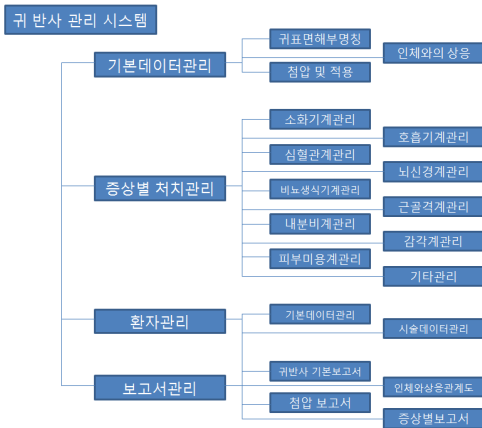 귀 반사 관리 시스템
기본데이터관리
귀표면해부명칭
인체와의 상응
첨압 및 적용
증상별 처치관리
소화기계관리
호흡기계관리
심혈관계관리
뇌신경계관리
비뇨생식기계관리
근골격계관리
내분비계관리
감각계관리
피부미용계관리
기타관리
환자관리
기본데이터관리
시술데이터관리
보고서관리
귀반사 기본보고서
인체와상응관계도
첨압 보고서
증상별보고서